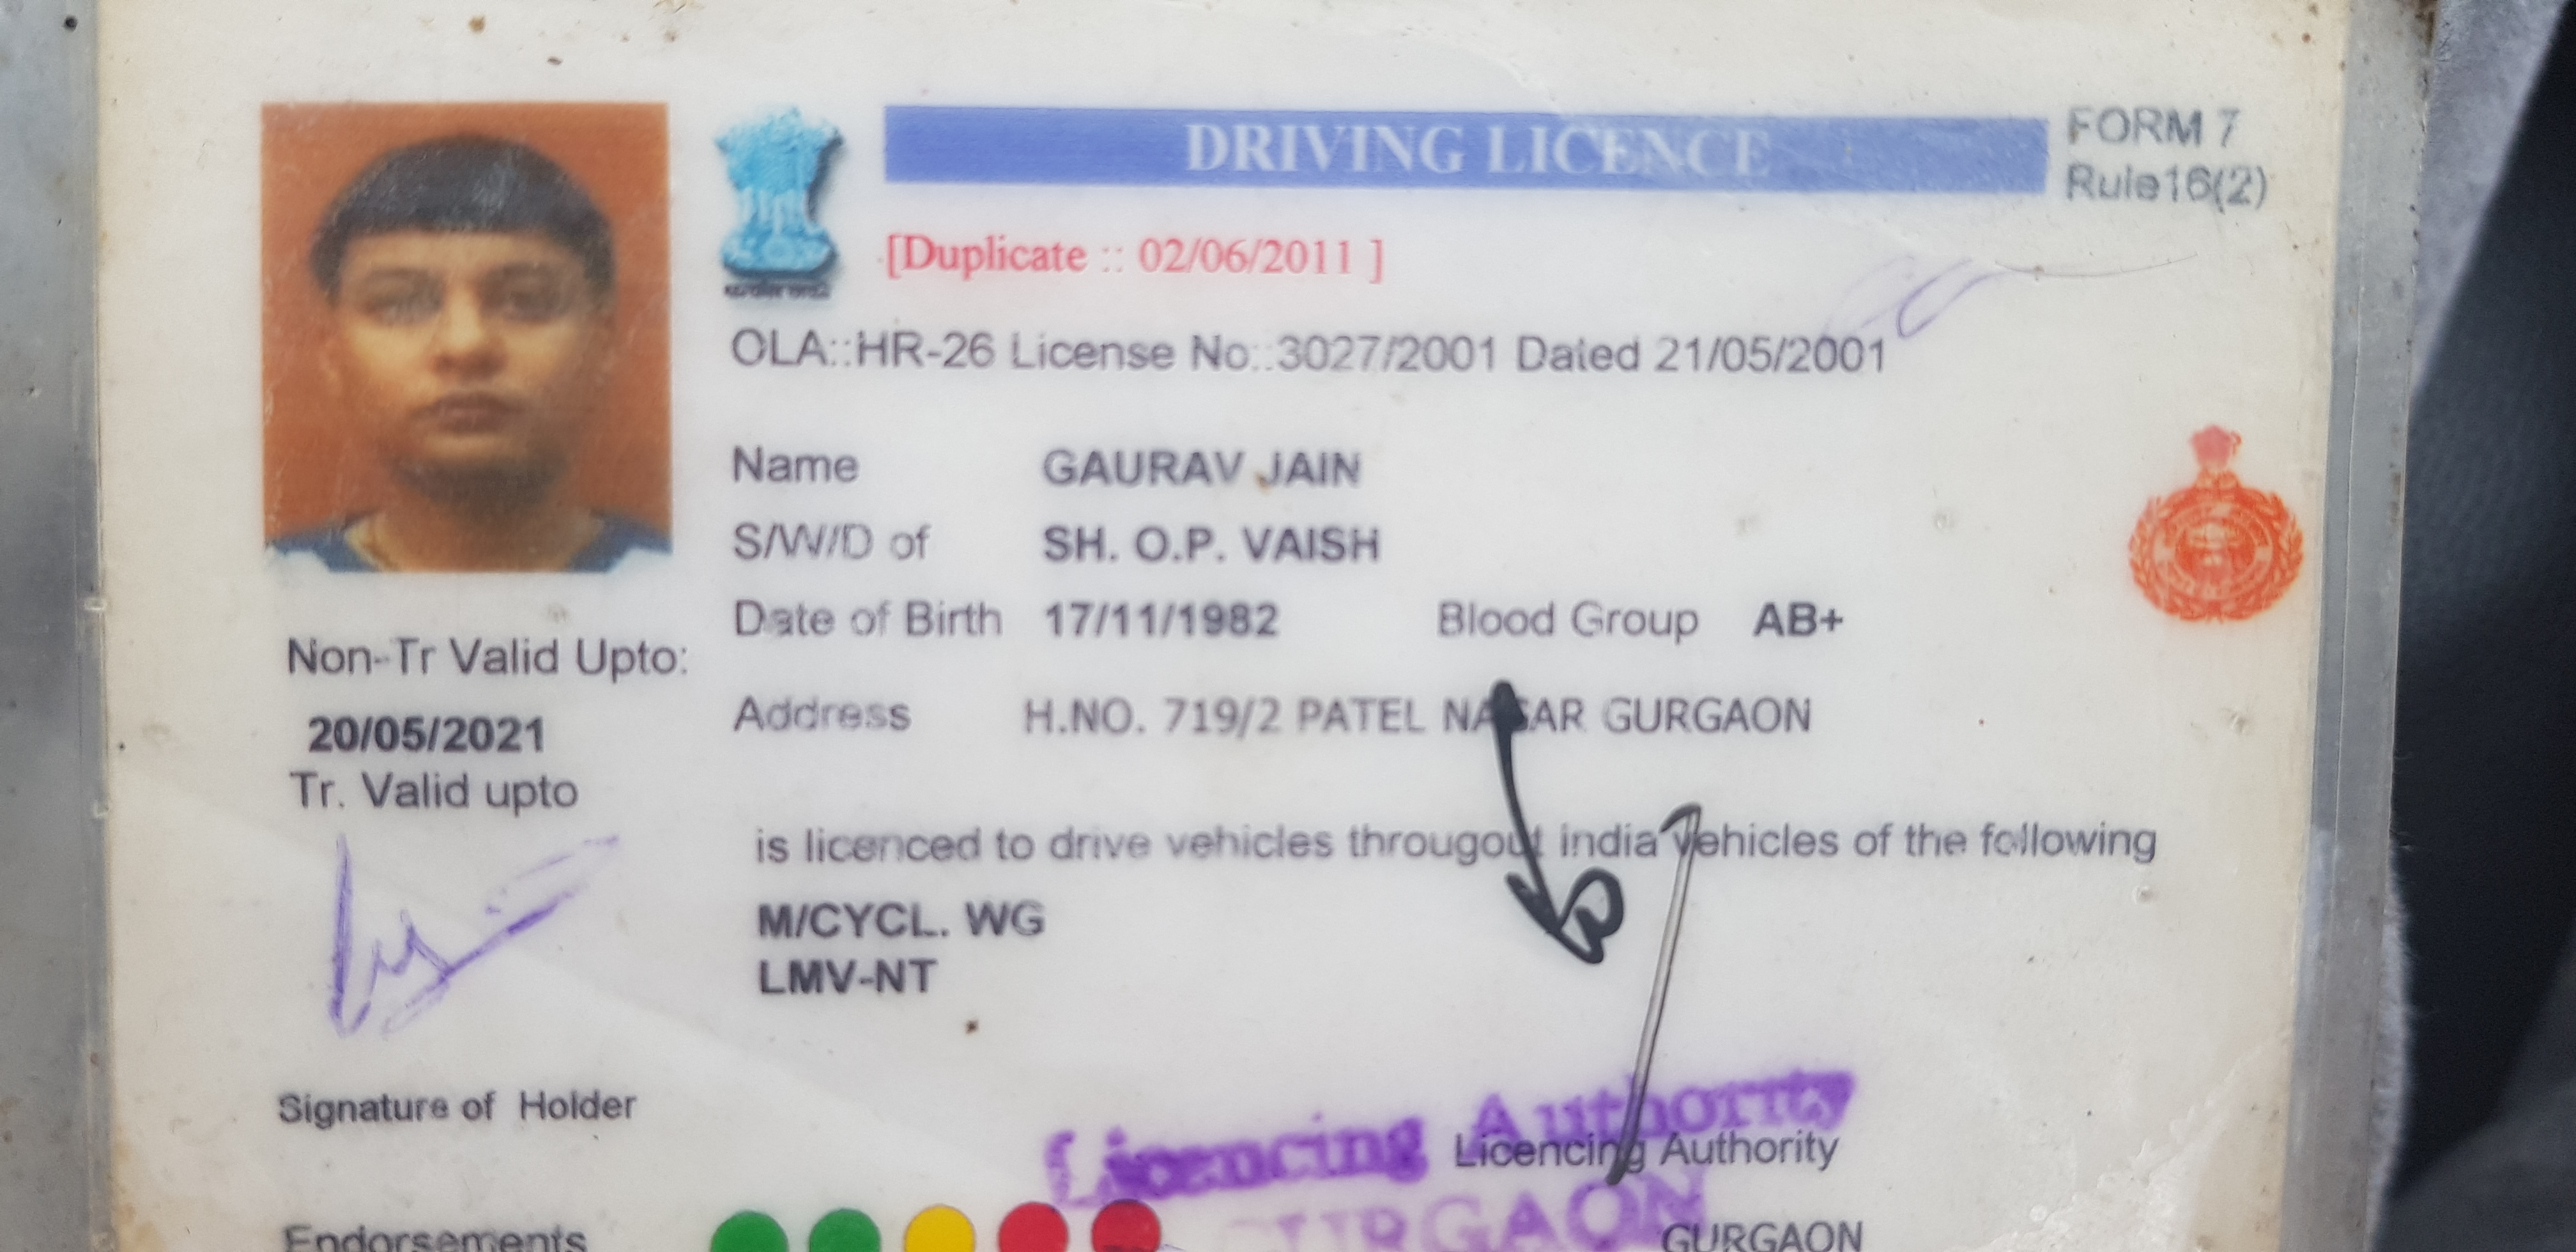 DRIVING LICENCE
FORM 7
Rule16(2)
[Duplicate :: 02/06/2011 ]
OLA::HR-26 License No::3027/2001 Dated 21/05/2001
Name GAURAV JAIN
S/W/D of SH. O.P. VAISH
Date of Birth 17/11/1982 Blood Group AB+
Non-Tr Valid Upto:
20/05/2021
Tr. Valid upto
Address H.NO. 719/2 PATEL NAGAR GURGAON
is licenced to drive vehicles througout india vehicles of the following
M/CYCL. WG
LMV-NT
Signature of Holder
Licencing Authority
Licencing Authority
GURGAON
Endorsements
GURGAON